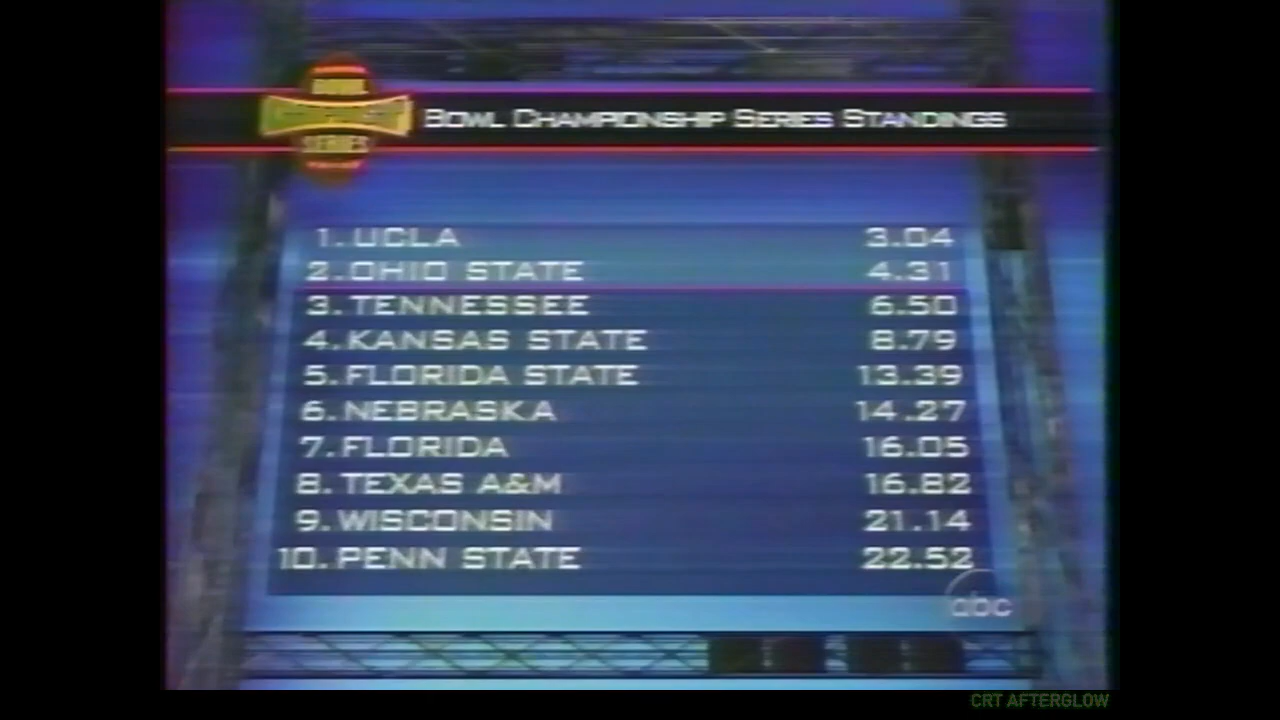 BOWL
SERIES
BOWL CHAMPIONSHIP SERIES STANDINGS
1. UCLA 3.04
2. OHIO STATE 4.31
3. TENNESSEE 6.50
4. KANSAS STATE 8.79
5. FLORIDA STATE 13.39
6. NEBRASKA 14.27
7. FLORIDA 16.05
8. TEXAS A&M 16.82
9. WISCONSIN 21.14
10. PENN STATE 22.52
abc
CRT AFTERGLOW